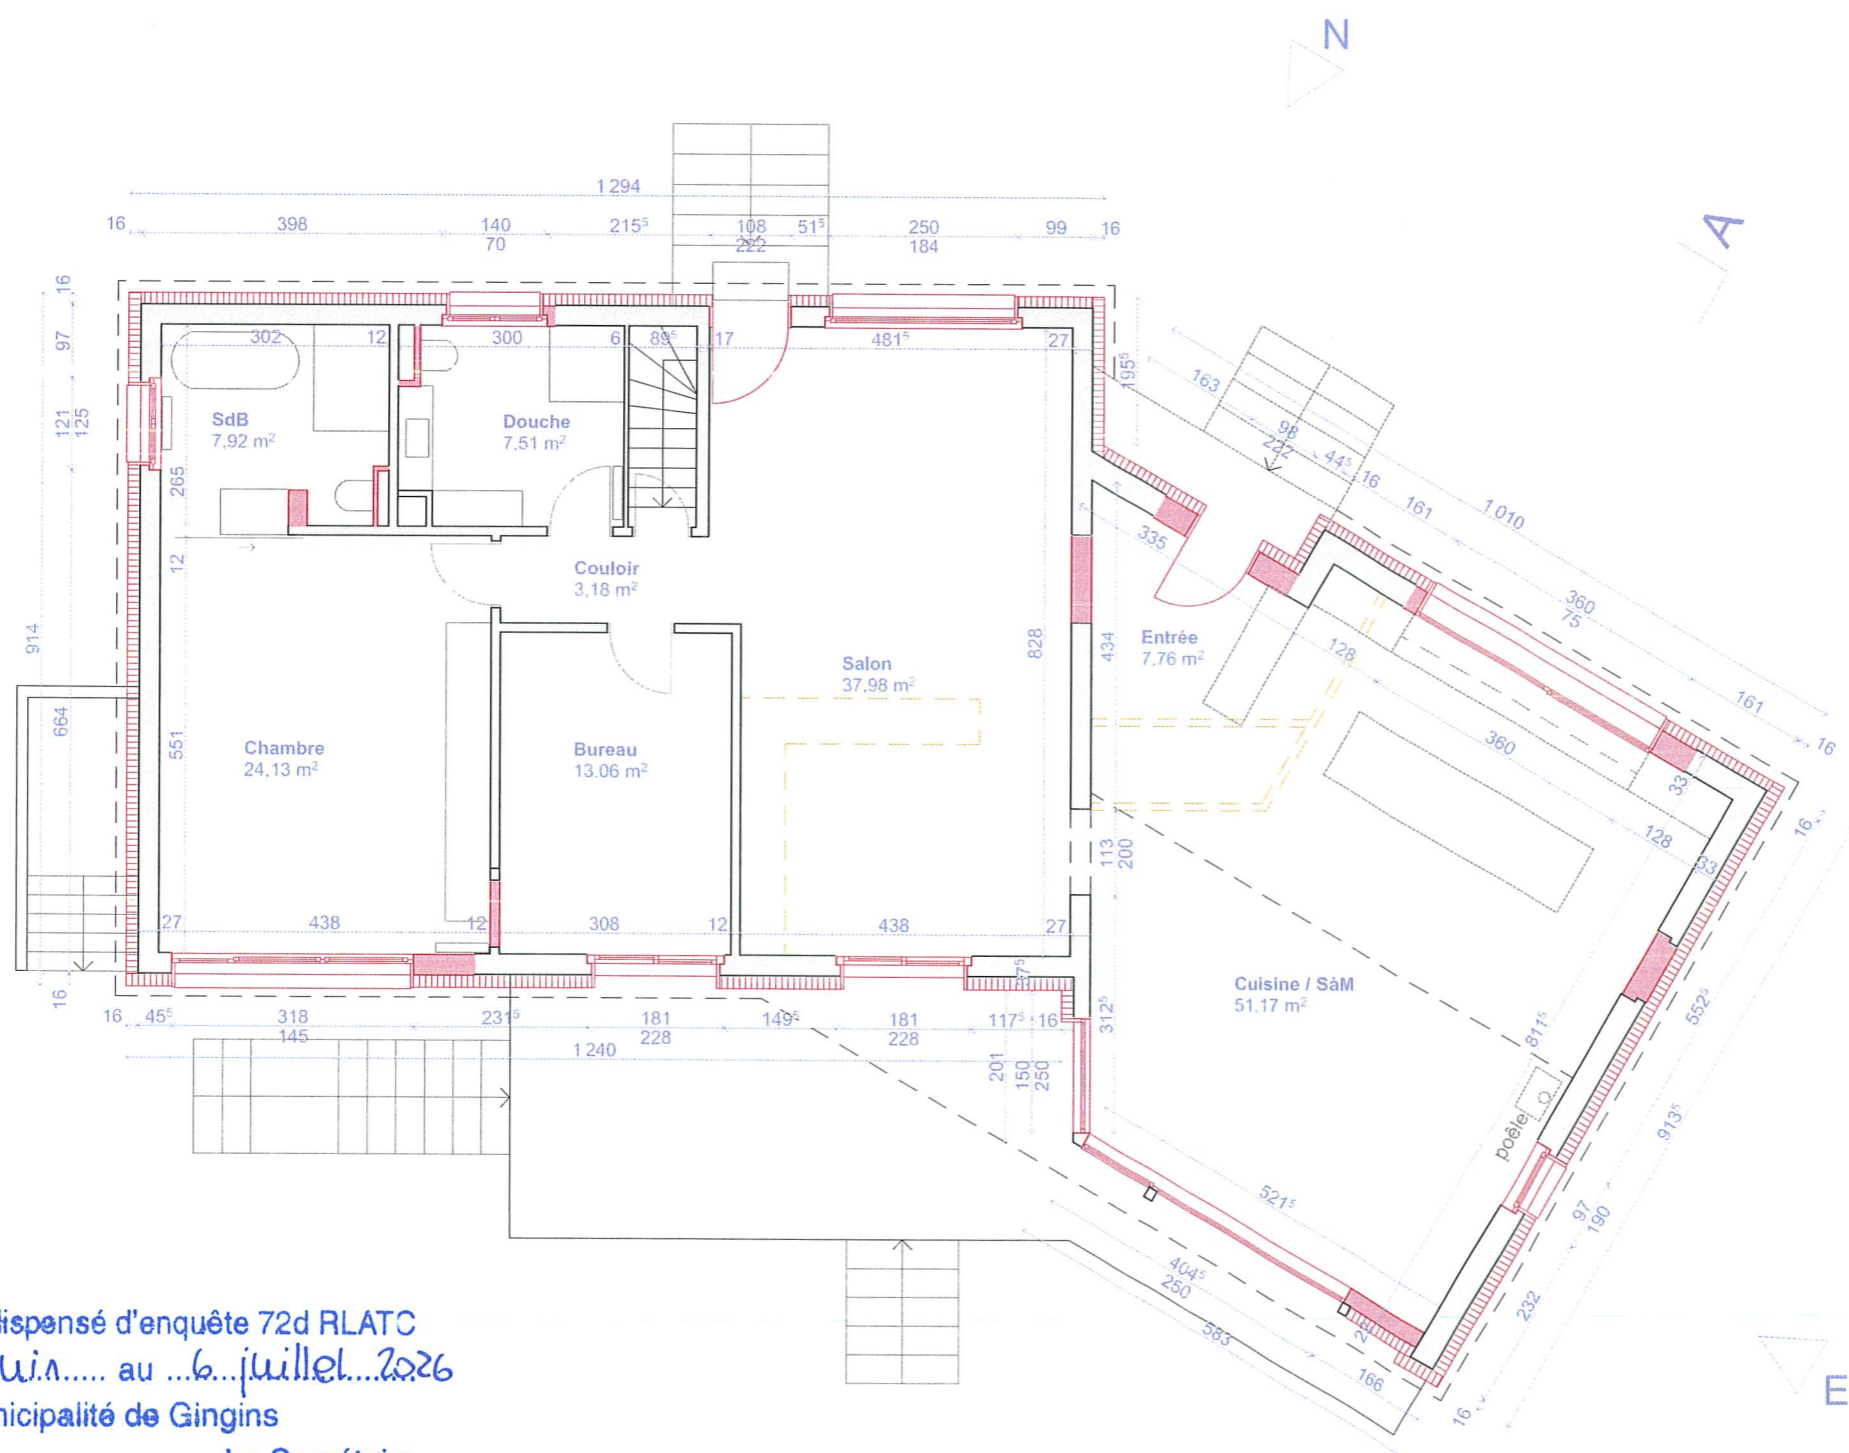 N
A
1 294
16 398 140 215⁵ 108 51⁵ 250 99 16
70 222 184
16
97
121
125
914
664
16
302 12 300 6 89⁵ 17 481⁵ 27
SdB
7,92 m²
265
12
551
Douche
7,51 m²
Couloir
3,18 m²
195⁵
163
98
222
44⁵
16
161
1 010
335
360
75
161
16
128
360
128
33
33
16
Entrée
7,76 m²
434
828
Salon
37,98 m²
Chambre
24,13 m²
Bureau
13.06 m²
113
200
27 438 12 308 12 438 27
Cuisine / SàM
51,17 m²
312⁵
811⁵
552⁵
913⁵
poêle
16 45⁵ 318 231⁵ 181 149⁵ 181 117⁵ 16
145 228 228
1 240
201
150
250
521⁵
404⁵
250
583
166
97
190
232
16
E
ispensé d'enquête 72d RLATC
uin..... au ...6...juillet....2026
nicipalité de Gingins